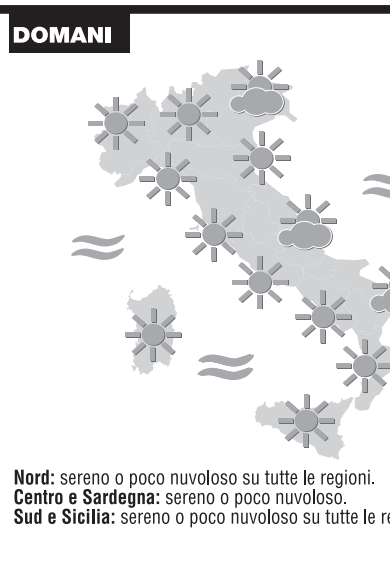 DOMANI
Nord: sereno o poco nuvoloso su tutte le regioni.
Centro e Sardegna: sereno o poco nuvoloso.
Sud e Sicilia: sereno o poco nuvoloso su tutte le re